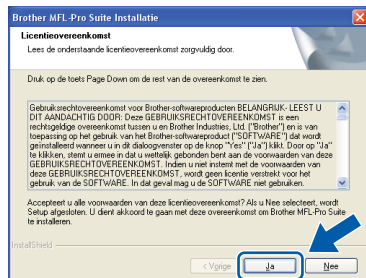 Brother MFL-Pro Suite Installatie
Licentieovereenkomst
Lees de onderstaande licentieovereenkomst zorgvuldig door.
Druk op de toets Page Down om de rest van de overeenkomst te zien.
Gebruiksrechtovereenkomst voor Brother-softwareproducten BELANGRIJK- LEEST U
DIT AANDACHTIG DOOR: Deze GEBRUIKSRECHTOVEREENKOMST is een
rechtsgeldige overeenkomst tussen u en Brother Industries, Ltd. ("Brother") en is van
toepassing op het gebruik van het Brother-softwareproduct ("SOFTWARE") dat wordt
geïnstalleerd wanneer u in dit dialoogvenster op de knop "Yes" ("Ja") klikt. Door op "Ja"
te klikken, stemt u ermee in dat u wettelijk gebonden bent aan de voorwaarden van deze
GEBRUIKSRECHTOVEREENKOMST. Indien u niet instemt met de voorwaarden van deze
GEBRUIKSRECHTOVEREENKOMST, wordt geen licentie verstrekt voor het
gebruik van de SOFTWARE. In dat geval mag u de SOFTWARE niet gebruiken.
Accepteert u alle voorwaarden van deze licentieovereenkomst? Als u Nee selecteert, wordt
Setup afgesloten. U dient akkoord te gaan met deze overeenkomst om Brother MFL-Pro Suite
te installeren.
InstallShield
< Vorige
Ja
Nee